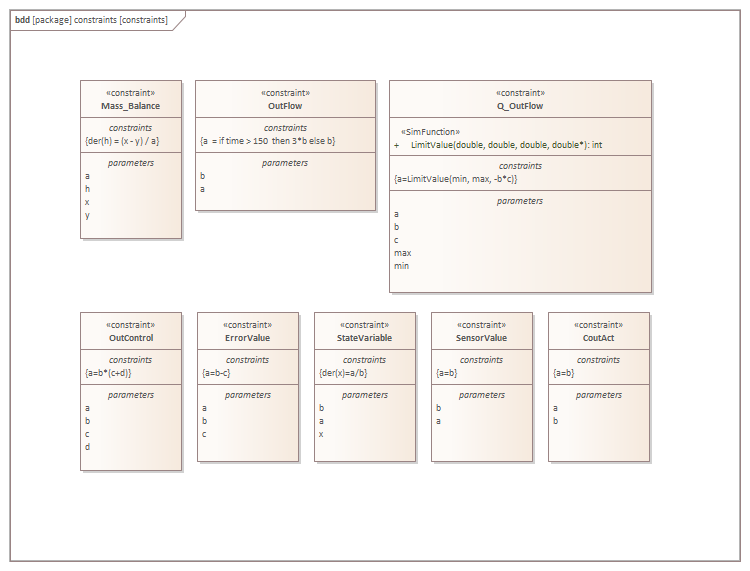 bdd [package] constraints [constraints]
«constraint»
Mass_Balance
constraints
{der(h) = (x - y) / a}
parameters
a
h
x
y
«constraint»
OutFlow
constraints
{a = if time > 150 then 3*b else b}
parameters
b
a
«constraint»
Q_OutFlow
«SimFunction»
+ LimitValue(double, double, double, double*): int
constraints
{a=LimitValue(min, max, -b*c)}
parameters
a
b
c
max
min
«constraint»
OutControl
constraints
{a=b*(c+d)}
parameters
a
b
c
d
«constraint»
ErrorValue
constraints
{a=b-c}
parameters
a
b
c
«constraint»
StateVariable
constraints
{der(x)=a/b}
parameters
b
a
x
«constraint»
SensorValue
constraints
{a=b}
parameters
b
a
«constraint»
CoutAct
constraints
{a=b}
parameters
a
b